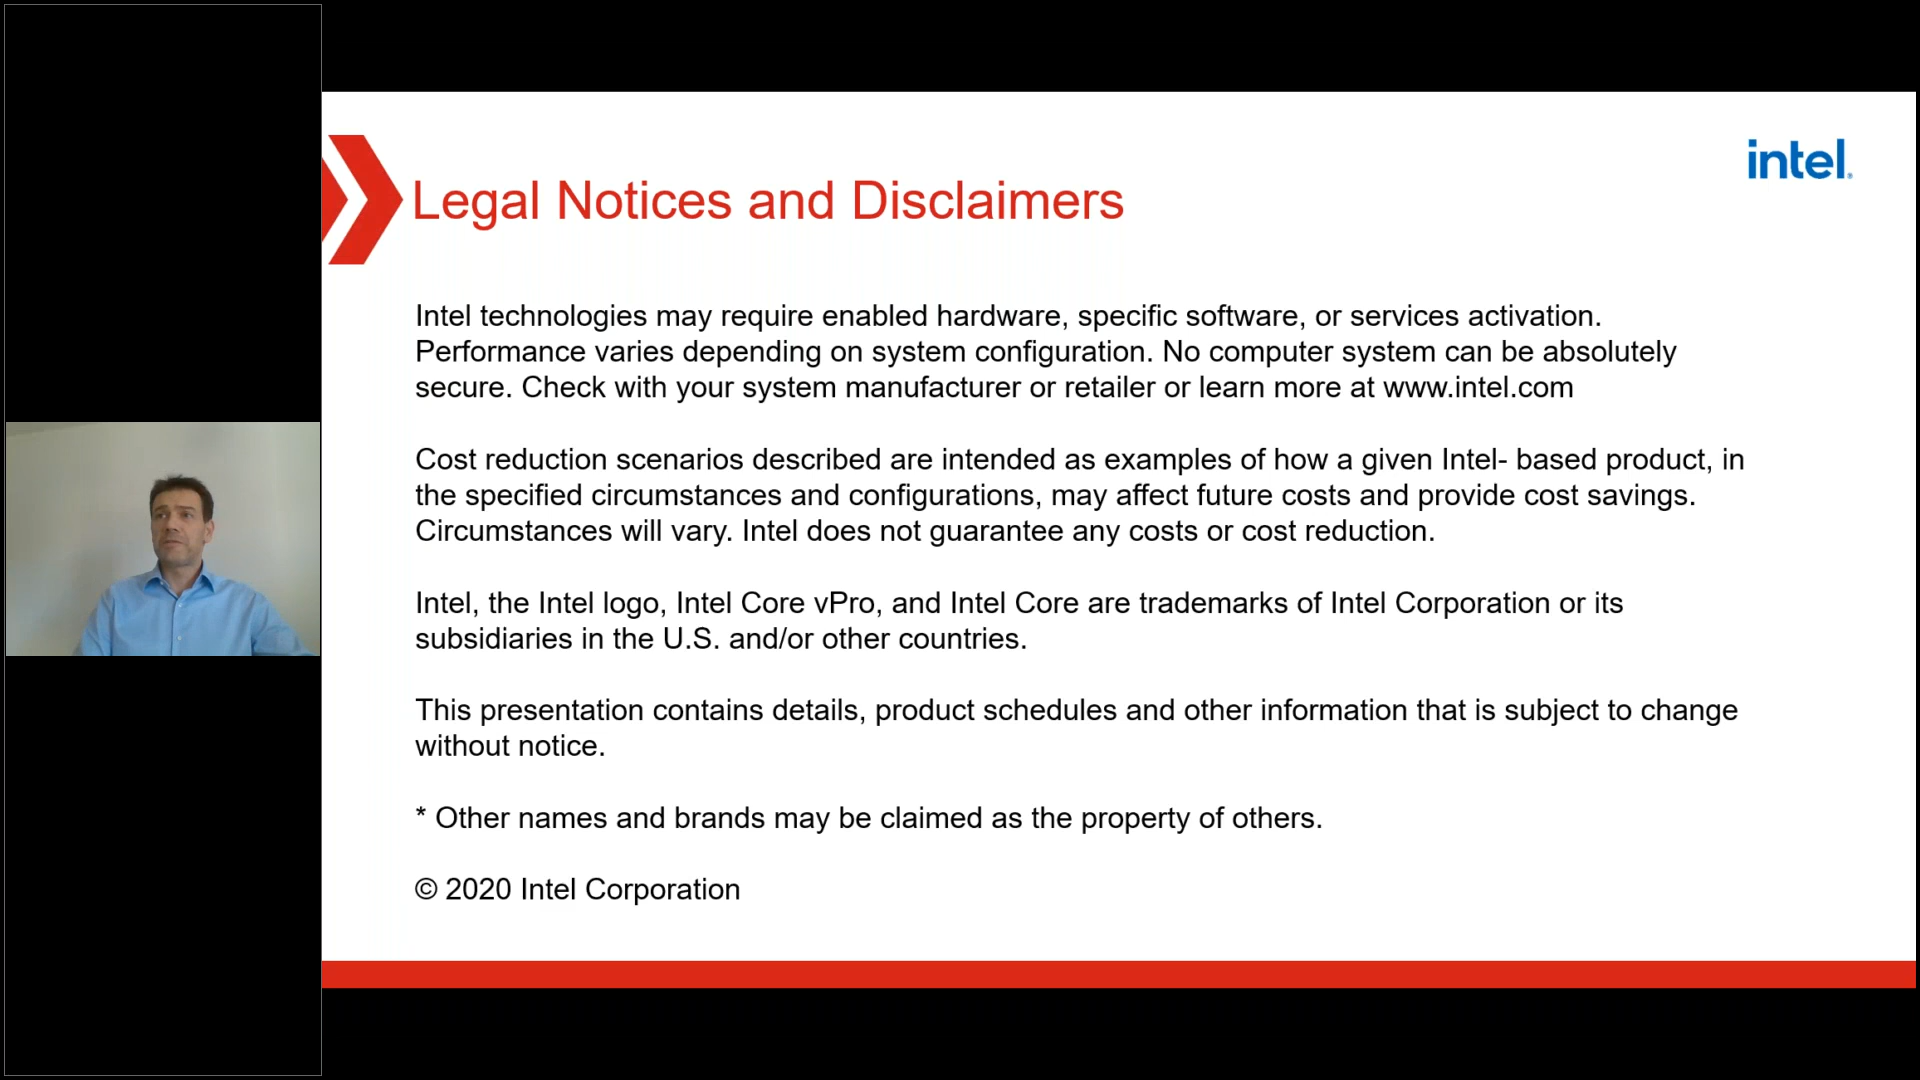 intel.
Legal Notices and Disclaimers
Intel technologies may require enabled hardware, specific software, or services activation.
Performance varies depending on system configuration. No computer system can be absolutely
secure. Check with your system manufacturer or retailer or learn more at www.intel.com
Cost reduction scenarios described are intended as examples of how a given Intel- based product, in
the specified circumstances and configurations, may affect future costs and provide cost savings.
Circumstances will vary. Intel does not guarantee any costs or cost reduction.
Intel, the Intel logo, Intel Core vPro, and Intel Core are trademarks of Intel Corporation or its
subsidiaries in the U.S. and/or other countries.
This presentation contains details, product schedules and other information that is subject to change
without notice.
* Other names and brands may be claimed as the property of others.
© 2020 Intel Corporation